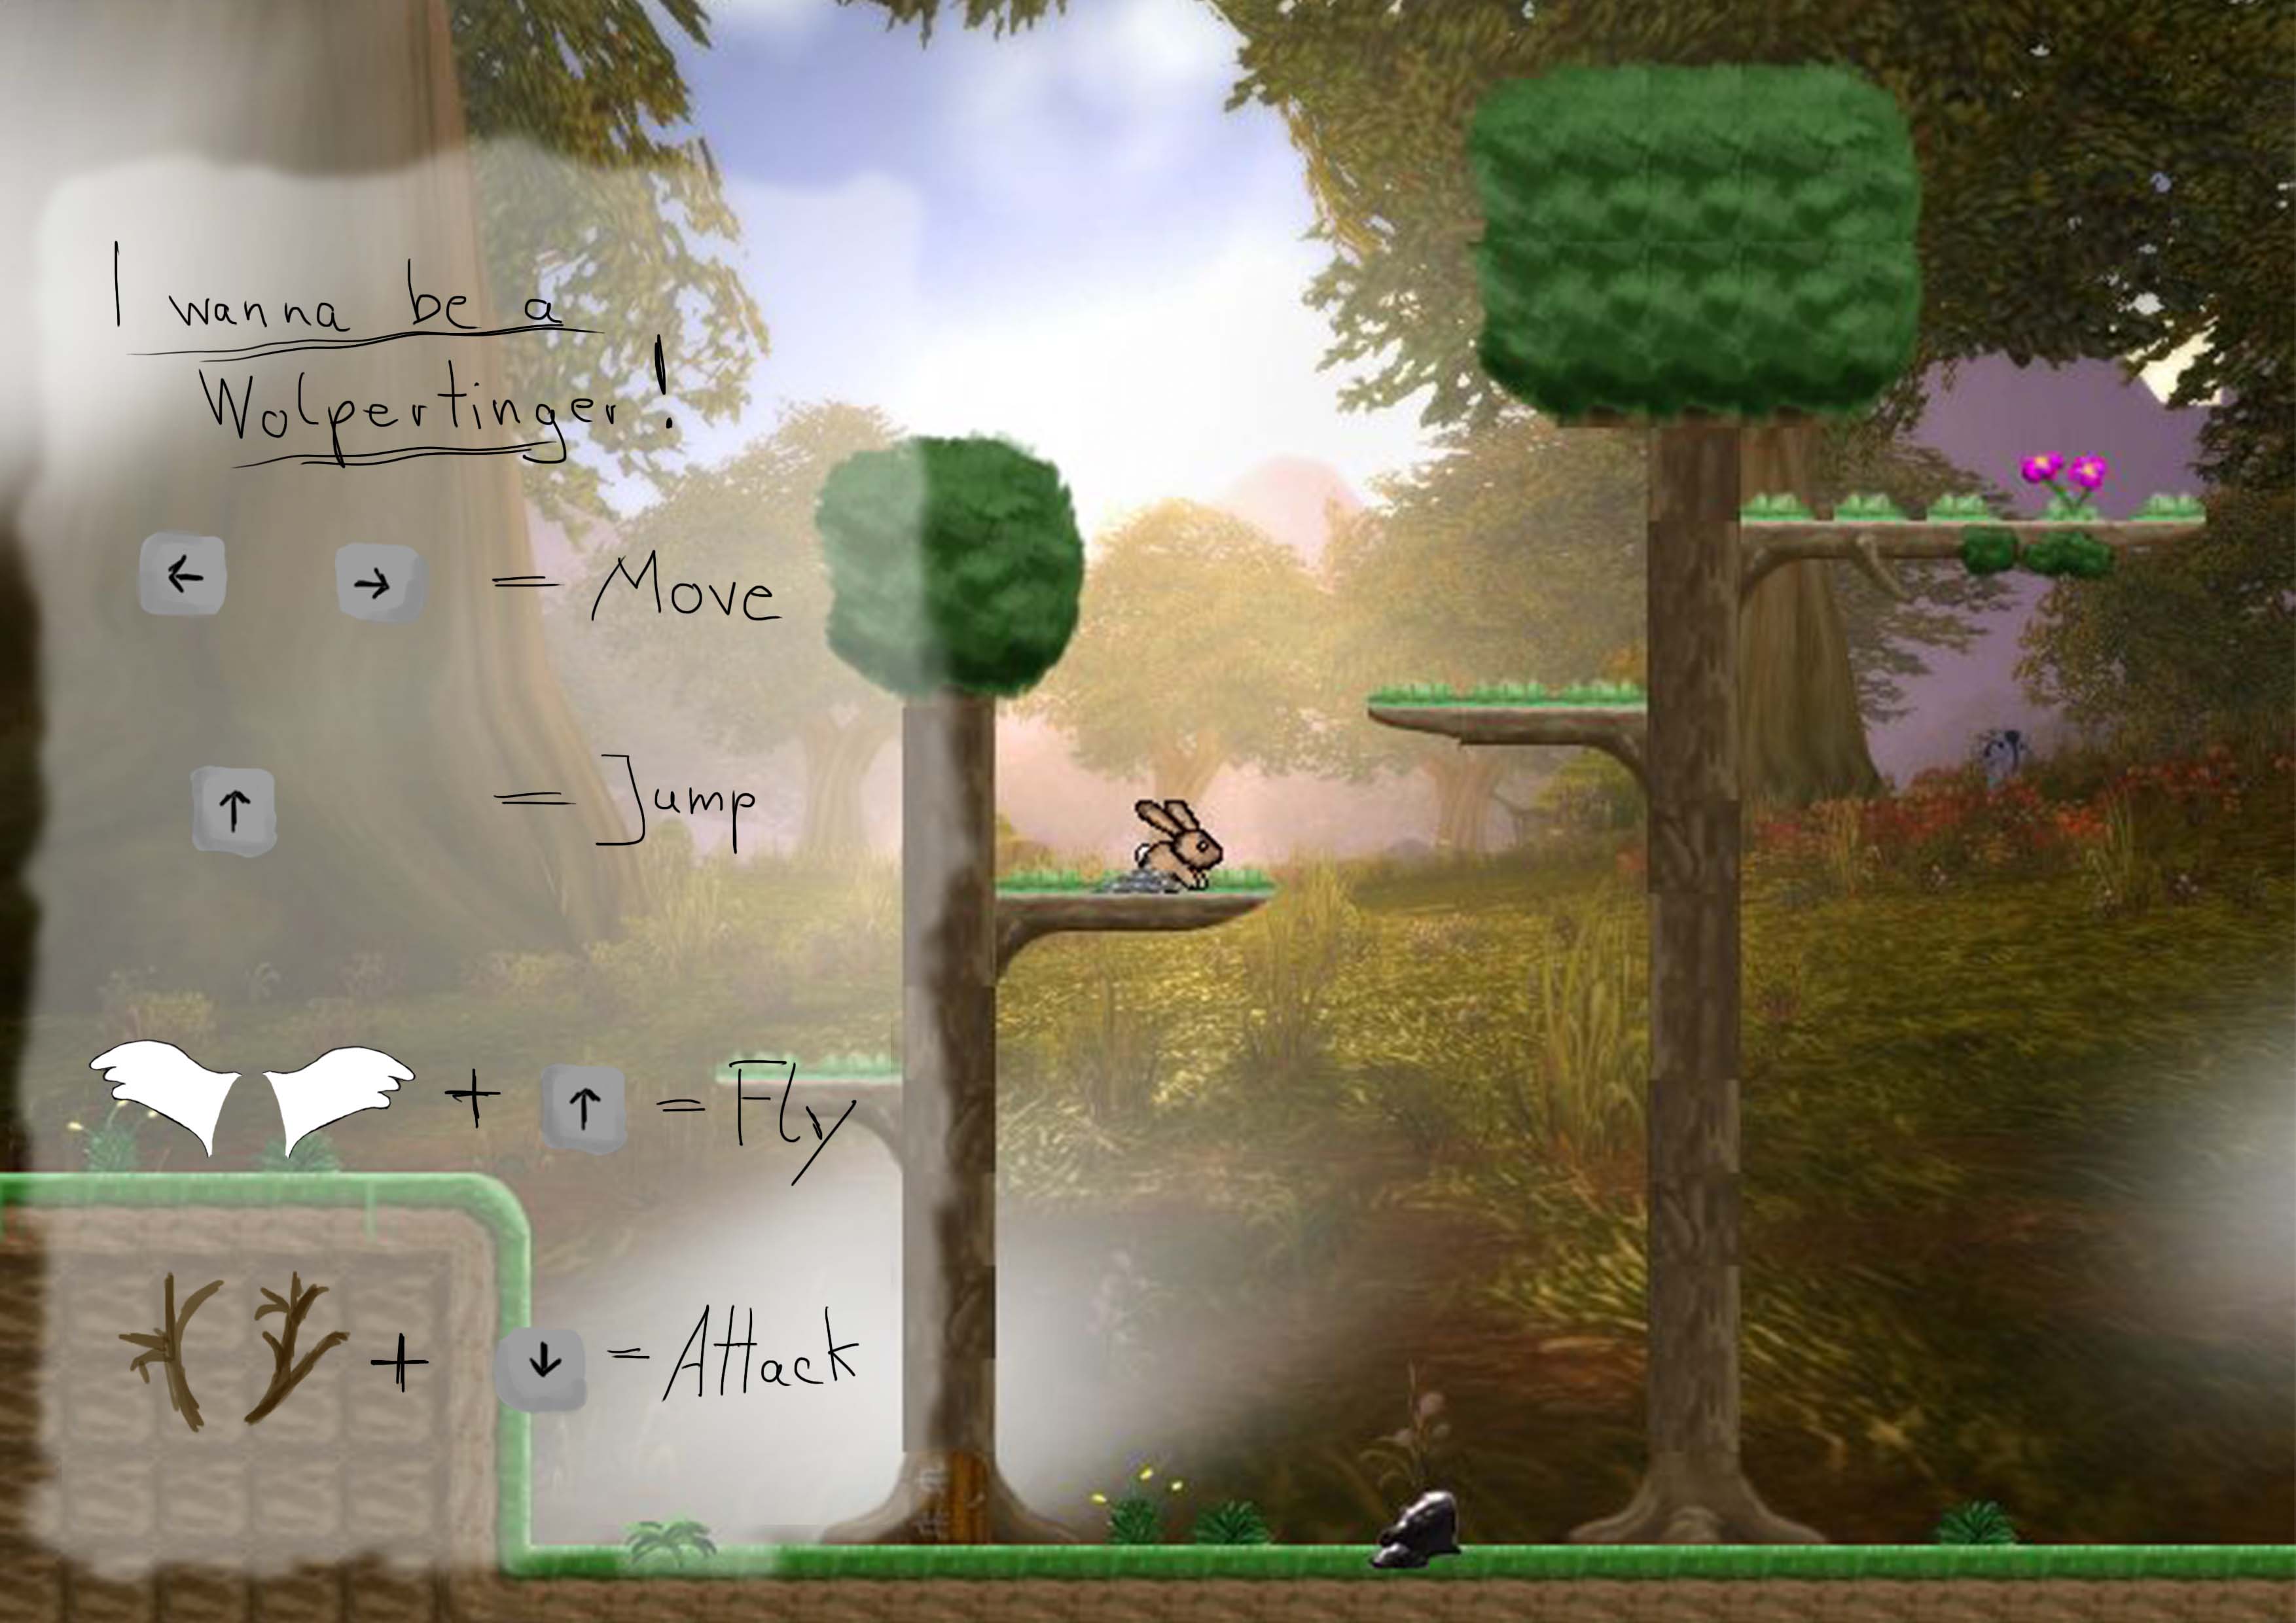 I wanna be a
Wolpertinger!
← → = Move
↑ = Jump
+ ↑ = Fly
+ ↓ = Attack